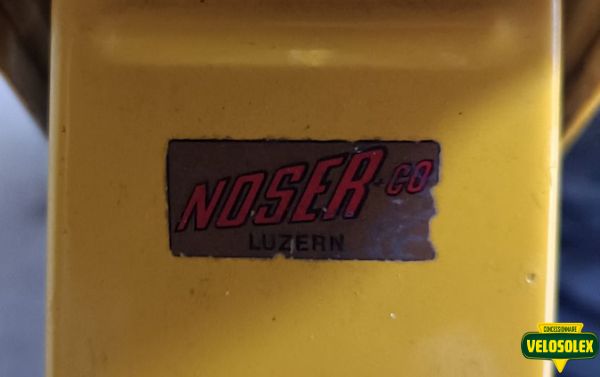 NOSER + CO
LUZERN
CONCESSIONNAIRE
VELOSOLEX